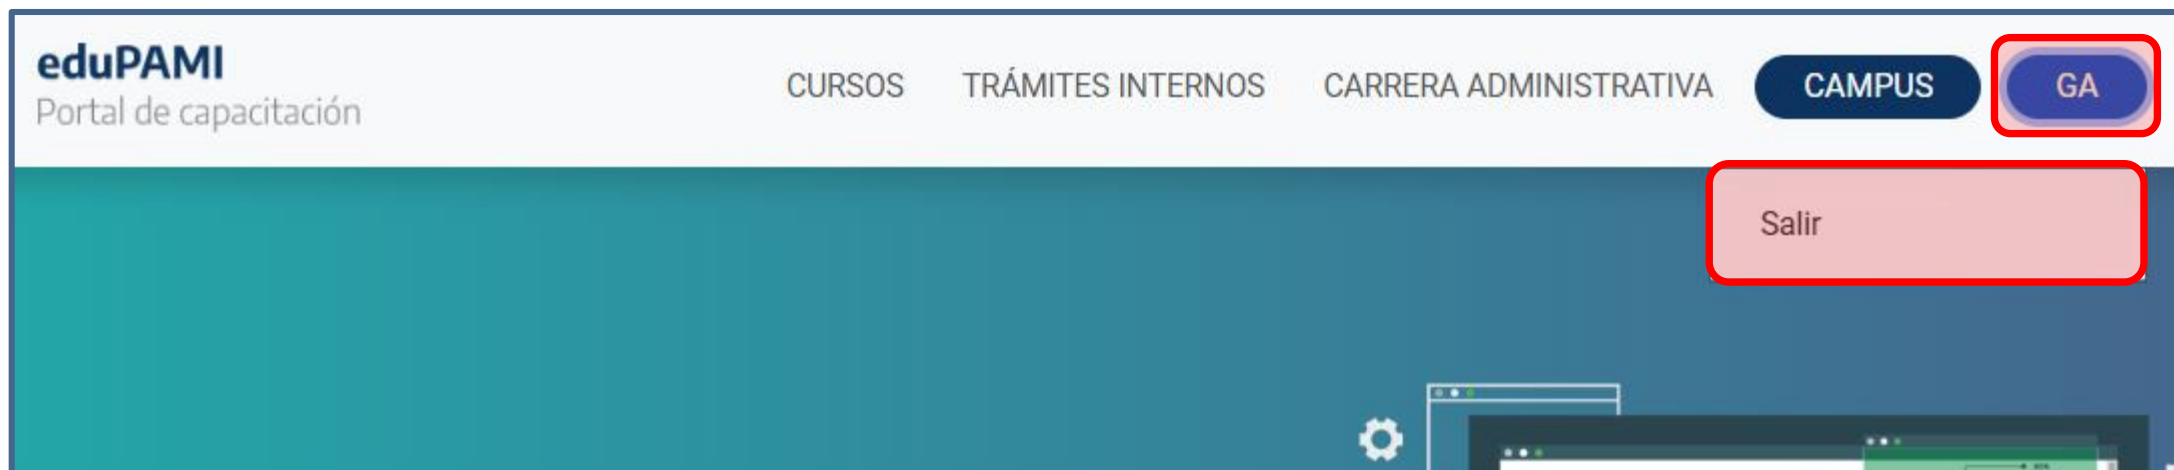 eduPAMI
Portal de capacitación
CURSOS TRÁMITES INTERNOS CARRERA ADMINISTRATIVA CAMPUS GA
Salir